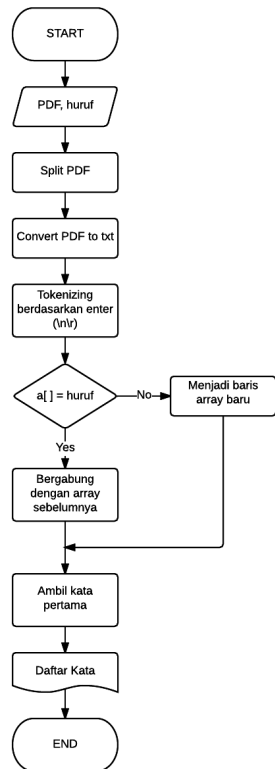 START
PDF, huruf
Split PDF
Convert PDF to txt
Tokenizing
berdasarkan enter
(\n\r)
a[ ] = huruf
No
Menjadi baris
array baru
Yes
Bergabung
dengan array
sebelumnya
Ambil kata
pertama
Daftar Kata
END